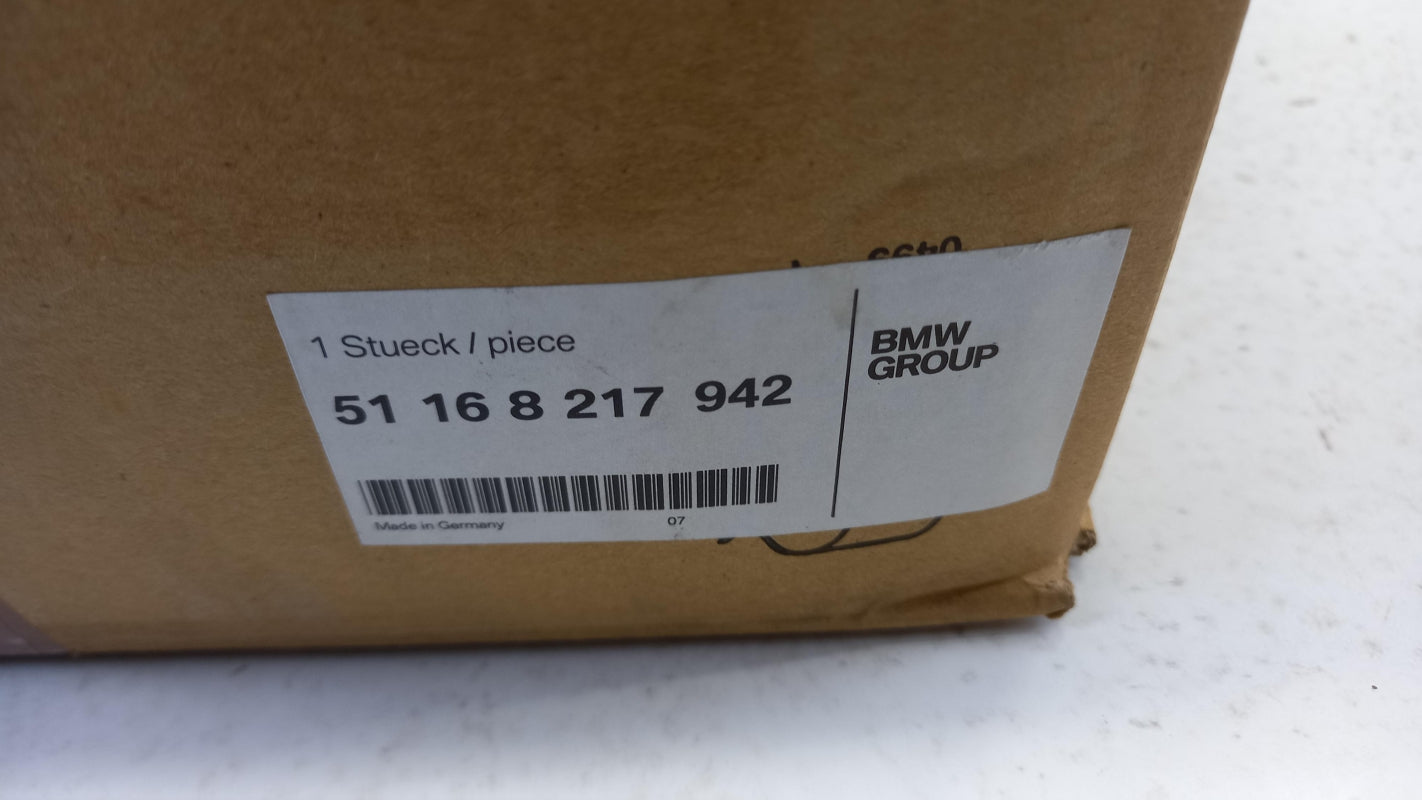 1 Stueck / piece
51 16 8 217 942
Made in Germany
07
BMW
GROUP